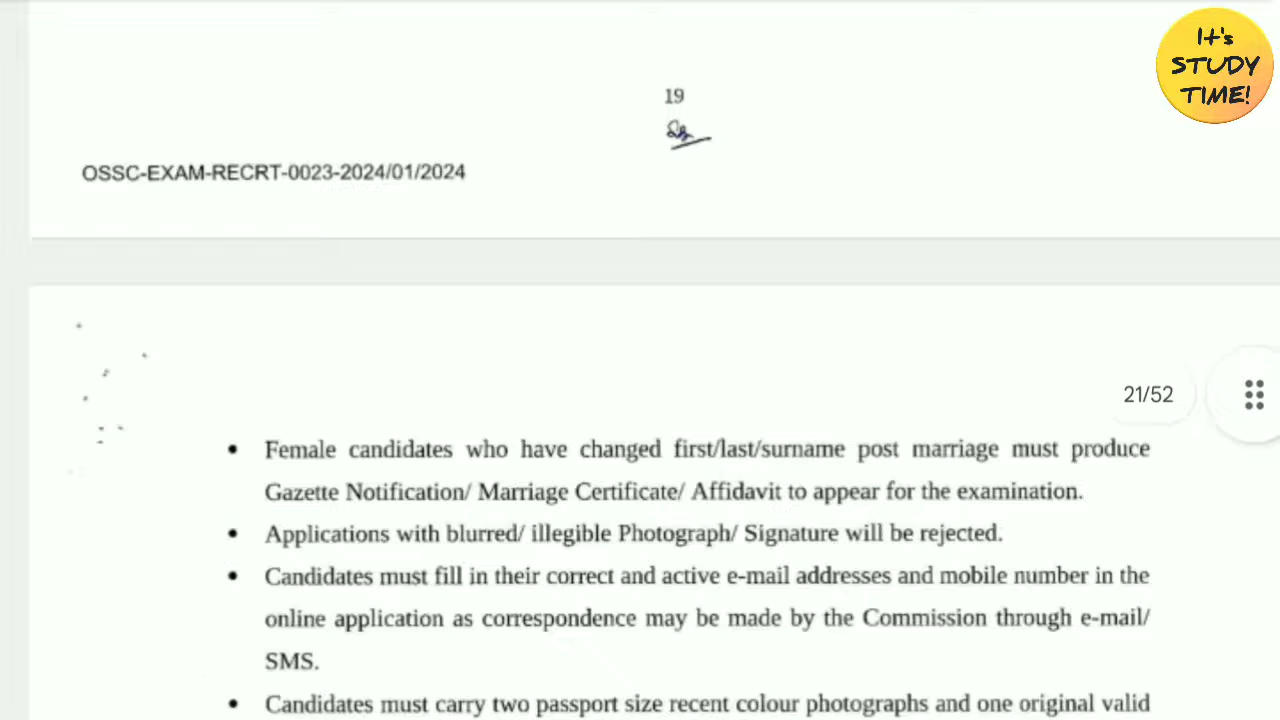 It's
STUDY
TIME!
19
OSSC-EXAM-RECRT-0023-2024/01/2024
21/52
• Female candidates who have changed first/last/surname post marriage must produce
Gazette Notification/ Marriage Certificate/ Affidavit to appear for the examination.
• Applications with blurred/ illegible Photograph/ Signature will be rejected.
• Candidates must fill in their correct and active e-mail addresses and mobile number in the
online application as correspondence may be made by the Commission through e-mail/
SMS.
• Candidates must carry two passport size recent colour photographs and one original valid